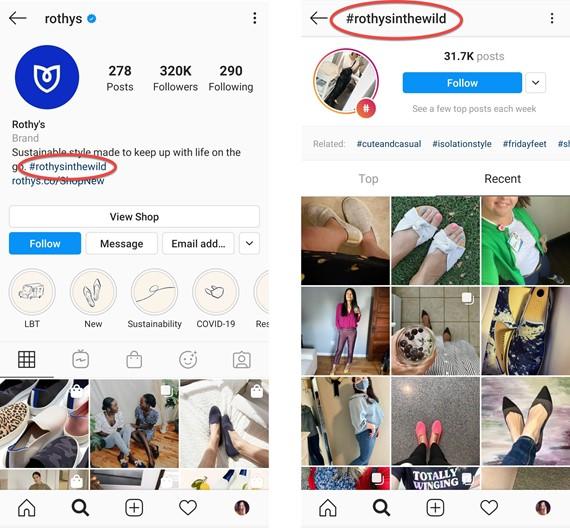 rothys
278
320K
290
Posts
Followers
Following
Rothy's
Brand
Sustainable style made to keep up with life on the
go. #rothysinthewild
rothys.co/ShopNew
View Shop
Follow
Message
Email add...
LBT
New
Sustainability
COVID-19
Res
#rothysinthewild
31.7K posts
Follow
See a few top posts each week
Related: #cuteandcasual #isolationstyle #fridayfeet #sh
Top
Recent
TOTALLY
WINGING